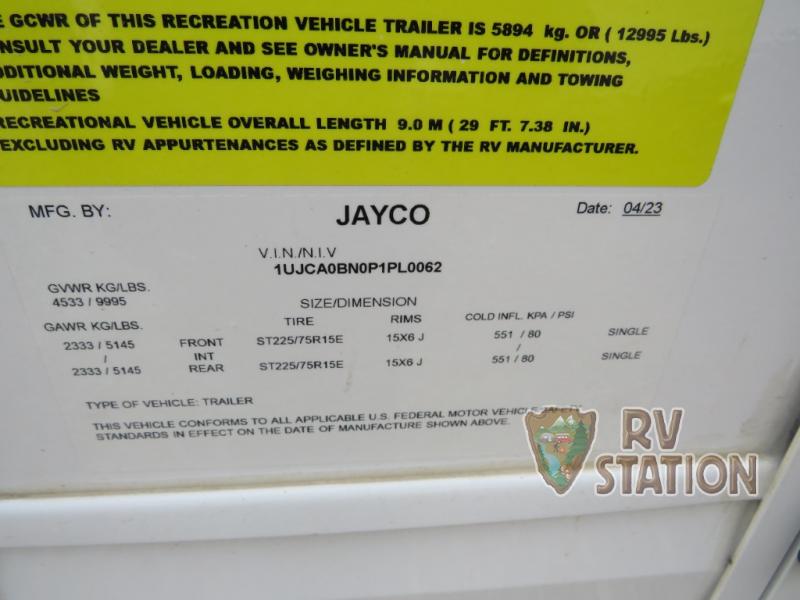 E GCWR OF THIS RECREATION VEHICLE TRAILER IS 5894 kg. OR ( 12995 Lbs.)
NSULT YOUR DEALER AND SEE OWNER'S MANUAL FOR DEFINITIONS,
DDITIONAL WEIGHT, LOADING, WEIGHING INFORMATION AND TOWING
UIDELINES
RECREATIONAL VEHICLE OVERALL LENGTH 9.0 M ( 29 FT. 7.38 IN.)
EXCLUDING RV APPURTENANCES AS DEFINED BY THE RV MANUFACTURER.
MFG. BY: JAYCO Date: 04/23
V.I.N./N.I.V
1UJCA0BN0P1PL0062
GVWR KG/LBS.
4533 / 9995
SIZE/DIMENSION
GAWR KG/LBS. TIRE RIMS COLD INFL. KPA / PSI
2333 / 5145 FRONT ST225/75R15E 15X6 J 551 / 80 SINGLE
/ INT
2333 / 5145 REAR ST225/75R15E 15X6 J 551 / 80 SINGLE
TYPE OF VEHICLE: TRAILER
THIS VEHICLE CONFORMS TO ALL APPLICABLE U.S. FEDERAL MOTOR VEHICLE SAFETY
STANDARDS IN EFFECT ON THE DATE OF MANUFACTURE SHOWN ABOVE.
RV
STATION